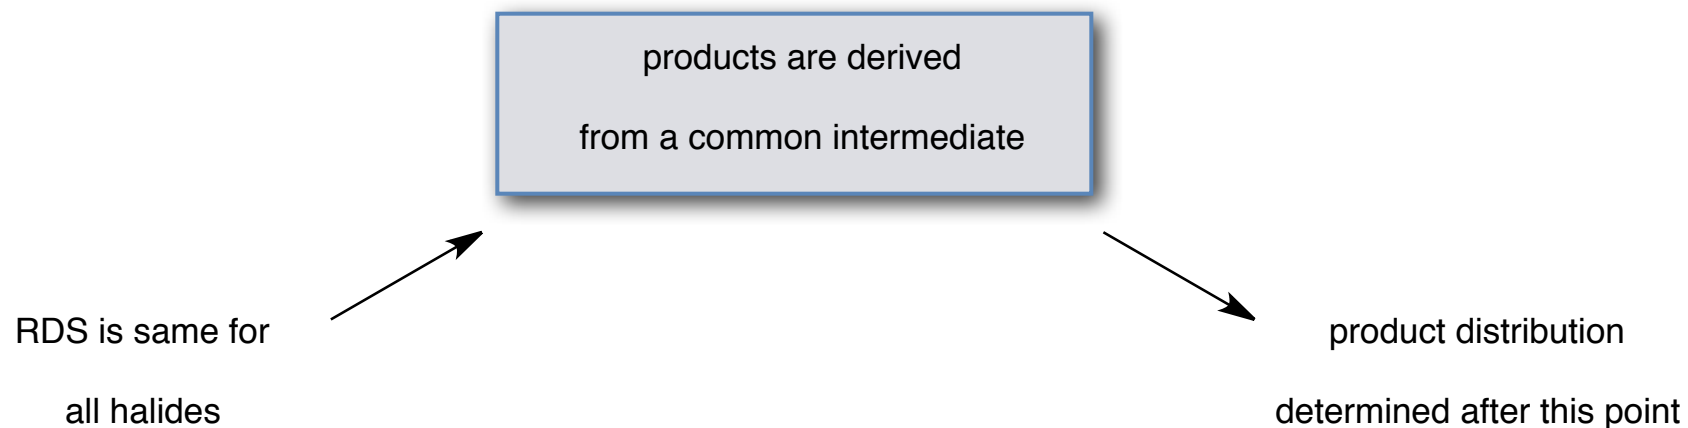 products are derived
from a common intermediate
RDS is same for
all halides
product distribution
determined after this point